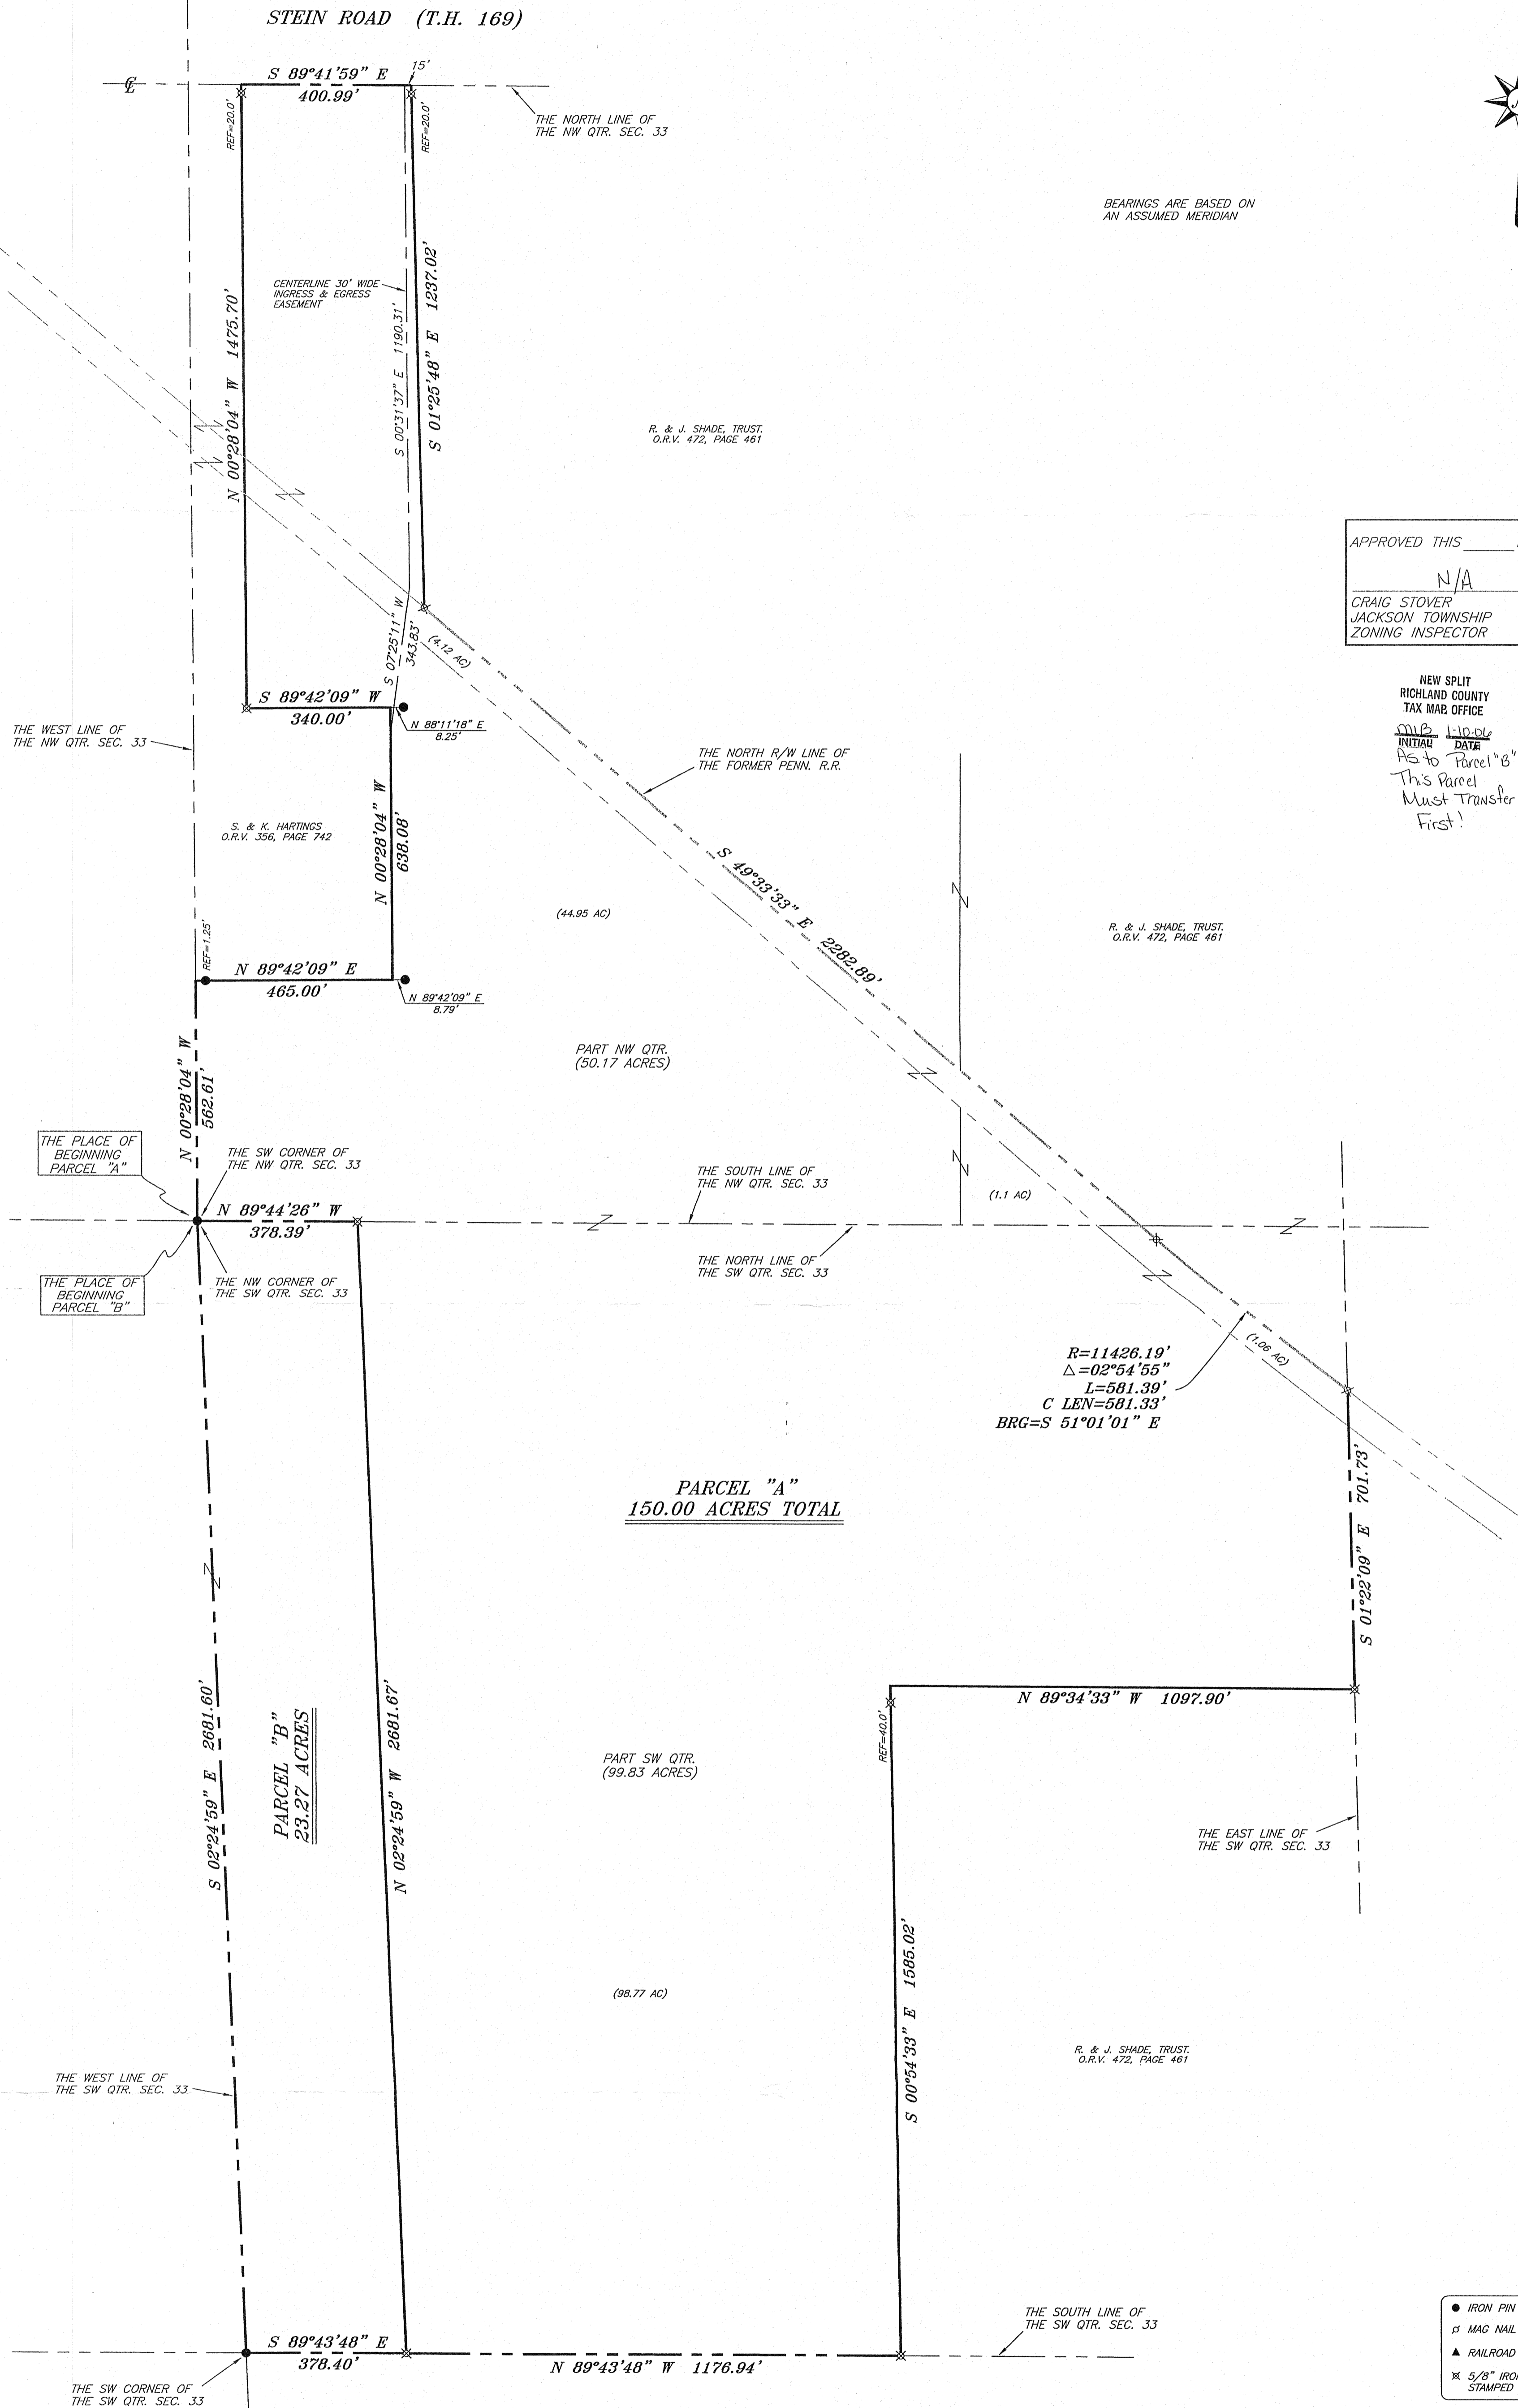 STEIN ROAD (T.H. 169)
℄
S 89°41'59" E
400.99'
15'
REF=20.0'
REF=20.0'
THE NORTH LINE OF
THE NW QTR. SEC. 33
BEARINGS ARE BASED ON
AN ASSUMED MERIDIAN
CENTERLINE 30' WIDE
INGRESS & EGRESS
EASEMENT
N 00°28'04" W 1475.70'
S 00°31'37" E 1190.31'
S 01°25'48" E 1237.02'
R. & J. SHADE, TRUST.
O.R.V. 472, PAGE 461
APPROVED THIS
N/A
CRAIG STOVER
JACKSON TOWNSHIP
ZONING INSPECTOR
NEW SPLIT
RICHLAND COUNTY
TAX MAP OFFICE
MLB 1-10-06
INITIAL DATE
As to Parcel "B"
This Parcel
Must Transfer
First!
S 07°25'11" W
343.83'
(4.12 AC)
S 89°42'09" W
340.00'
N 88°11'18" E
8.25'
THE WEST LINE OF
THE NW QTR. SEC. 33
THE NORTH R/W LINE OF
THE FORMER PENN. R.R.
S. & K. HARTINGS
O.R.V. 356, PAGE 742
N 00°28'04" W
638.08'
S 49°33'33" E 2282.89'
(44.95 AC)
R. & J. SHADE, TRUST.
O.R.V. 472, PAGE 461
REF=1.25'
N 89°42'09" E
465.00'
N 89°42'09" E
8.79'
N 00°28'04" W
562.61'
PART NW QTR.
(50.17 ACRES)
THE PLACE OF
BEGINNING
PARCEL "A"
THE SW CORNER OF
THE NW QTR. SEC. 33
THE SOUTH LINE OF
THE NW QTR. SEC. 33
(1.1 AC)
N 89°44'26" W
378.39'
THE PLACE OF
BEGINNING
PARCEL "B"
THE NW CORNER OF
THE SW QTR. SEC. 33
THE NORTH LINE OF
THE SW QTR. SEC. 33
R=11426.19'
△=02°54'55"
L=581.39'
C LEN=581.33'
BRG=S 51°01'01" E
(1.06 AC)
PARCEL "A"
150.00 ACRES TOTAL
S 01°22'09" E 701.73'
N 89°34'33" W 1097.90'
REF=40.0'
S 02°24'59" E 2681.60'
PARCEL "B"
23.27 ACRES
N 02°24'59" W 2681.67'
PART SW QTR.
(99.83 ACRES)
THE EAST LINE OF
THE SW QTR. SEC. 33
S 00°54'33" E 1585.02'
(98.77 AC)
R. & J. SHADE, TRUST.
O.R.V. 472, PAGE 461
THE WEST LINE OF
THE SW QTR. SEC. 33
S 89°43'48" E
378.40'
N 89°43'48" W 1176.94'
THE SOUTH LINE OF
THE SW QTR. SEC. 33
THE SW CORNER OF
THE SW QTR. SEC. 33
IRON PIN
MAG NAIL
RAILROAD
5/8" IRON
STAMPED